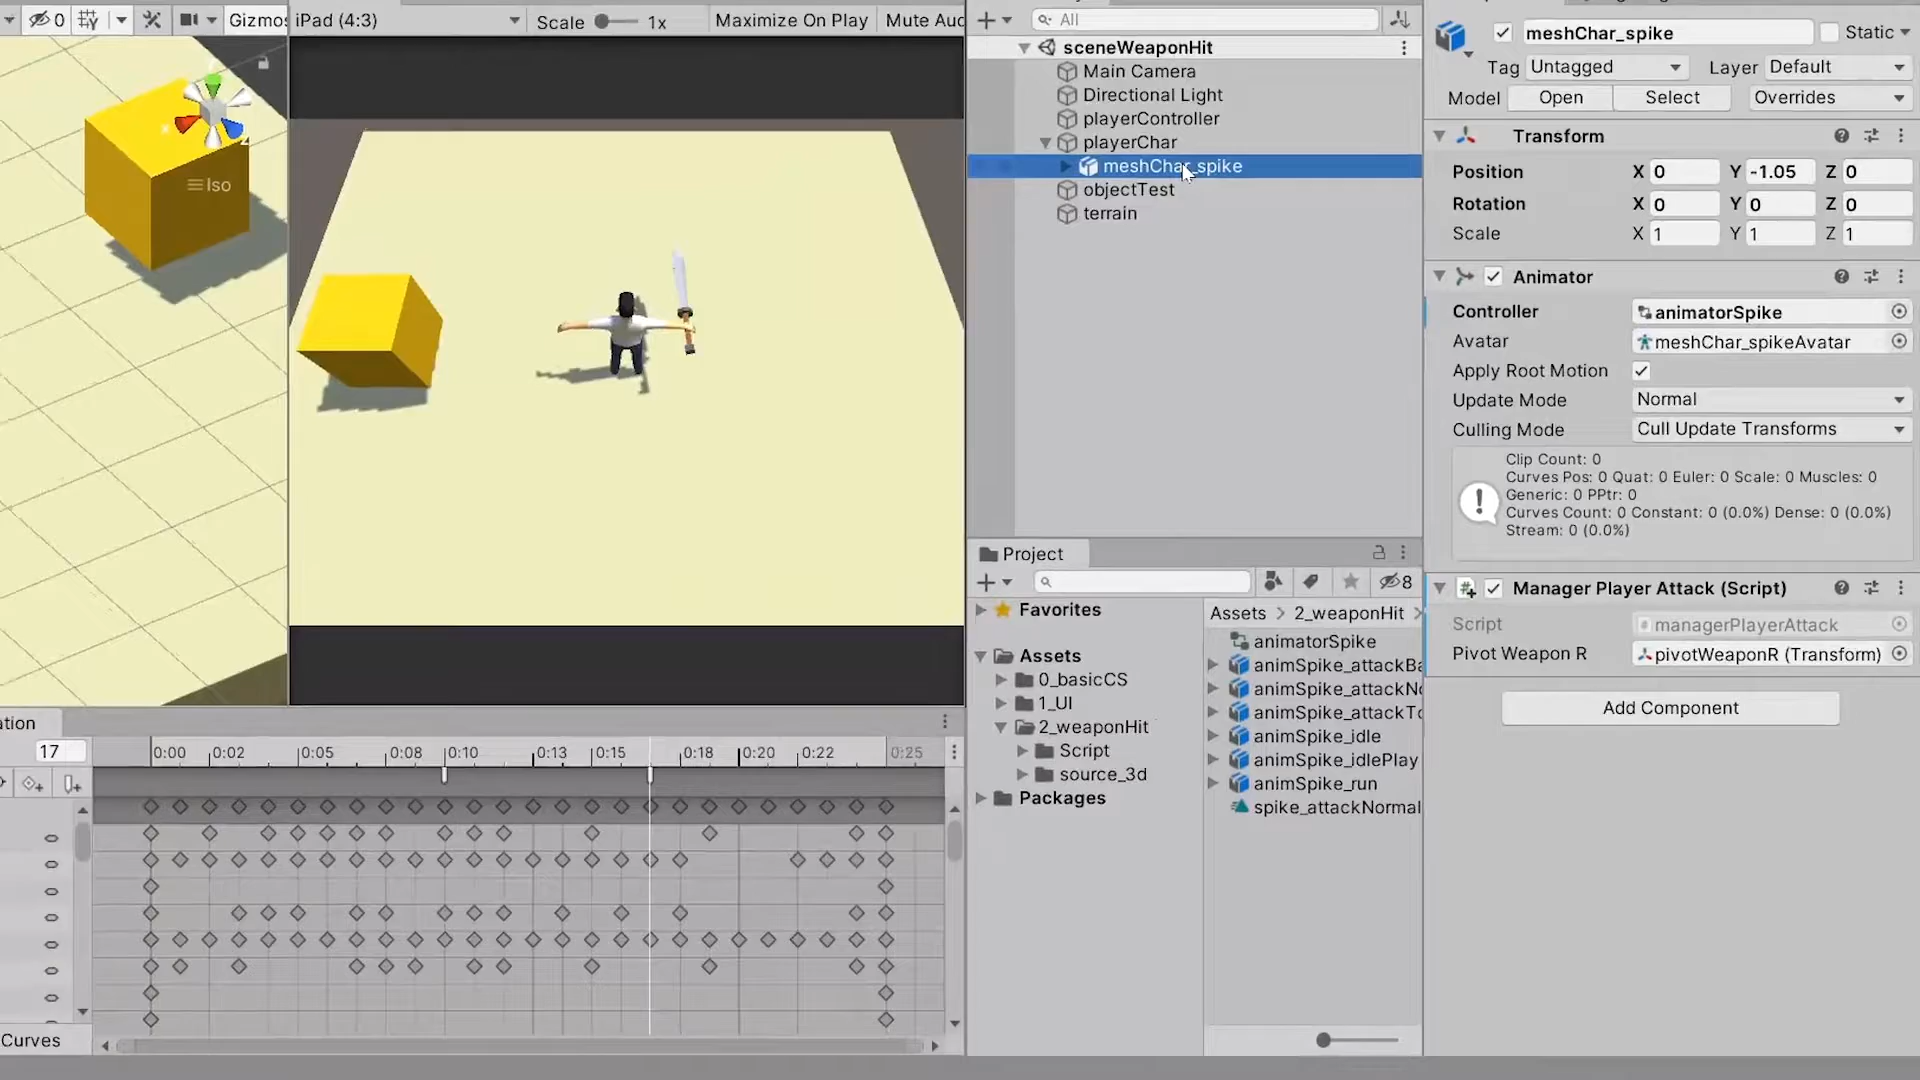 0
Gizmos
iPad (4:3)
Scale
1x
Maximize On Play
Mute Aud
Iso
All
sceneWeaponHit
Main Camera
Directional Light
playerController
playerChar
meshChar_spike
objectTest
terrain
meshChar_spike
Static
Tag Untagged
Layer Default
Model Open Select Overrides
Transform
Position X 0 Y -1.05 Z 0
Rotation X 0 Y 0 Z 0
Scale X 1 Y 1 Z 1
Animator
Controller animatorSpike
Avatar meshChar_spikeAvatar
Apply Root Motion
Update Mode Normal
Culling Mode Cull Update Transforms
Clip Count: 0
Curves Pos: 0 Quat: 0 Euler: 0 Scale: 0 Muscles: 0
Generic: 0 PPtr: 0
Curves Count: 0 Constant: 0 (0.0%) Dense: 0 (0.0%)
Stream: 0 (0.0%)
Manager Player Attack (Script)
Script managerPlayerAttack
Pivot Weapon R pivotWeaponR (Transform)
Add Component
Project
8
Favorites
Assets
0_basicCS
1_UI
2_weaponHit
Script
source_3d
Packages
Assets > 2_weaponHit >
animatorSpike
animSpike_attackBa
animSpike_attackNo
animSpike_attackTo
animSpike_idle
animSpike_idlePlay
animSpike_run
spike_attackNormal
ation
17
0:00 0:02 0:05 0:08 0:10 0:13 0:15 0:18 0:20 0:22 0:25
Curves